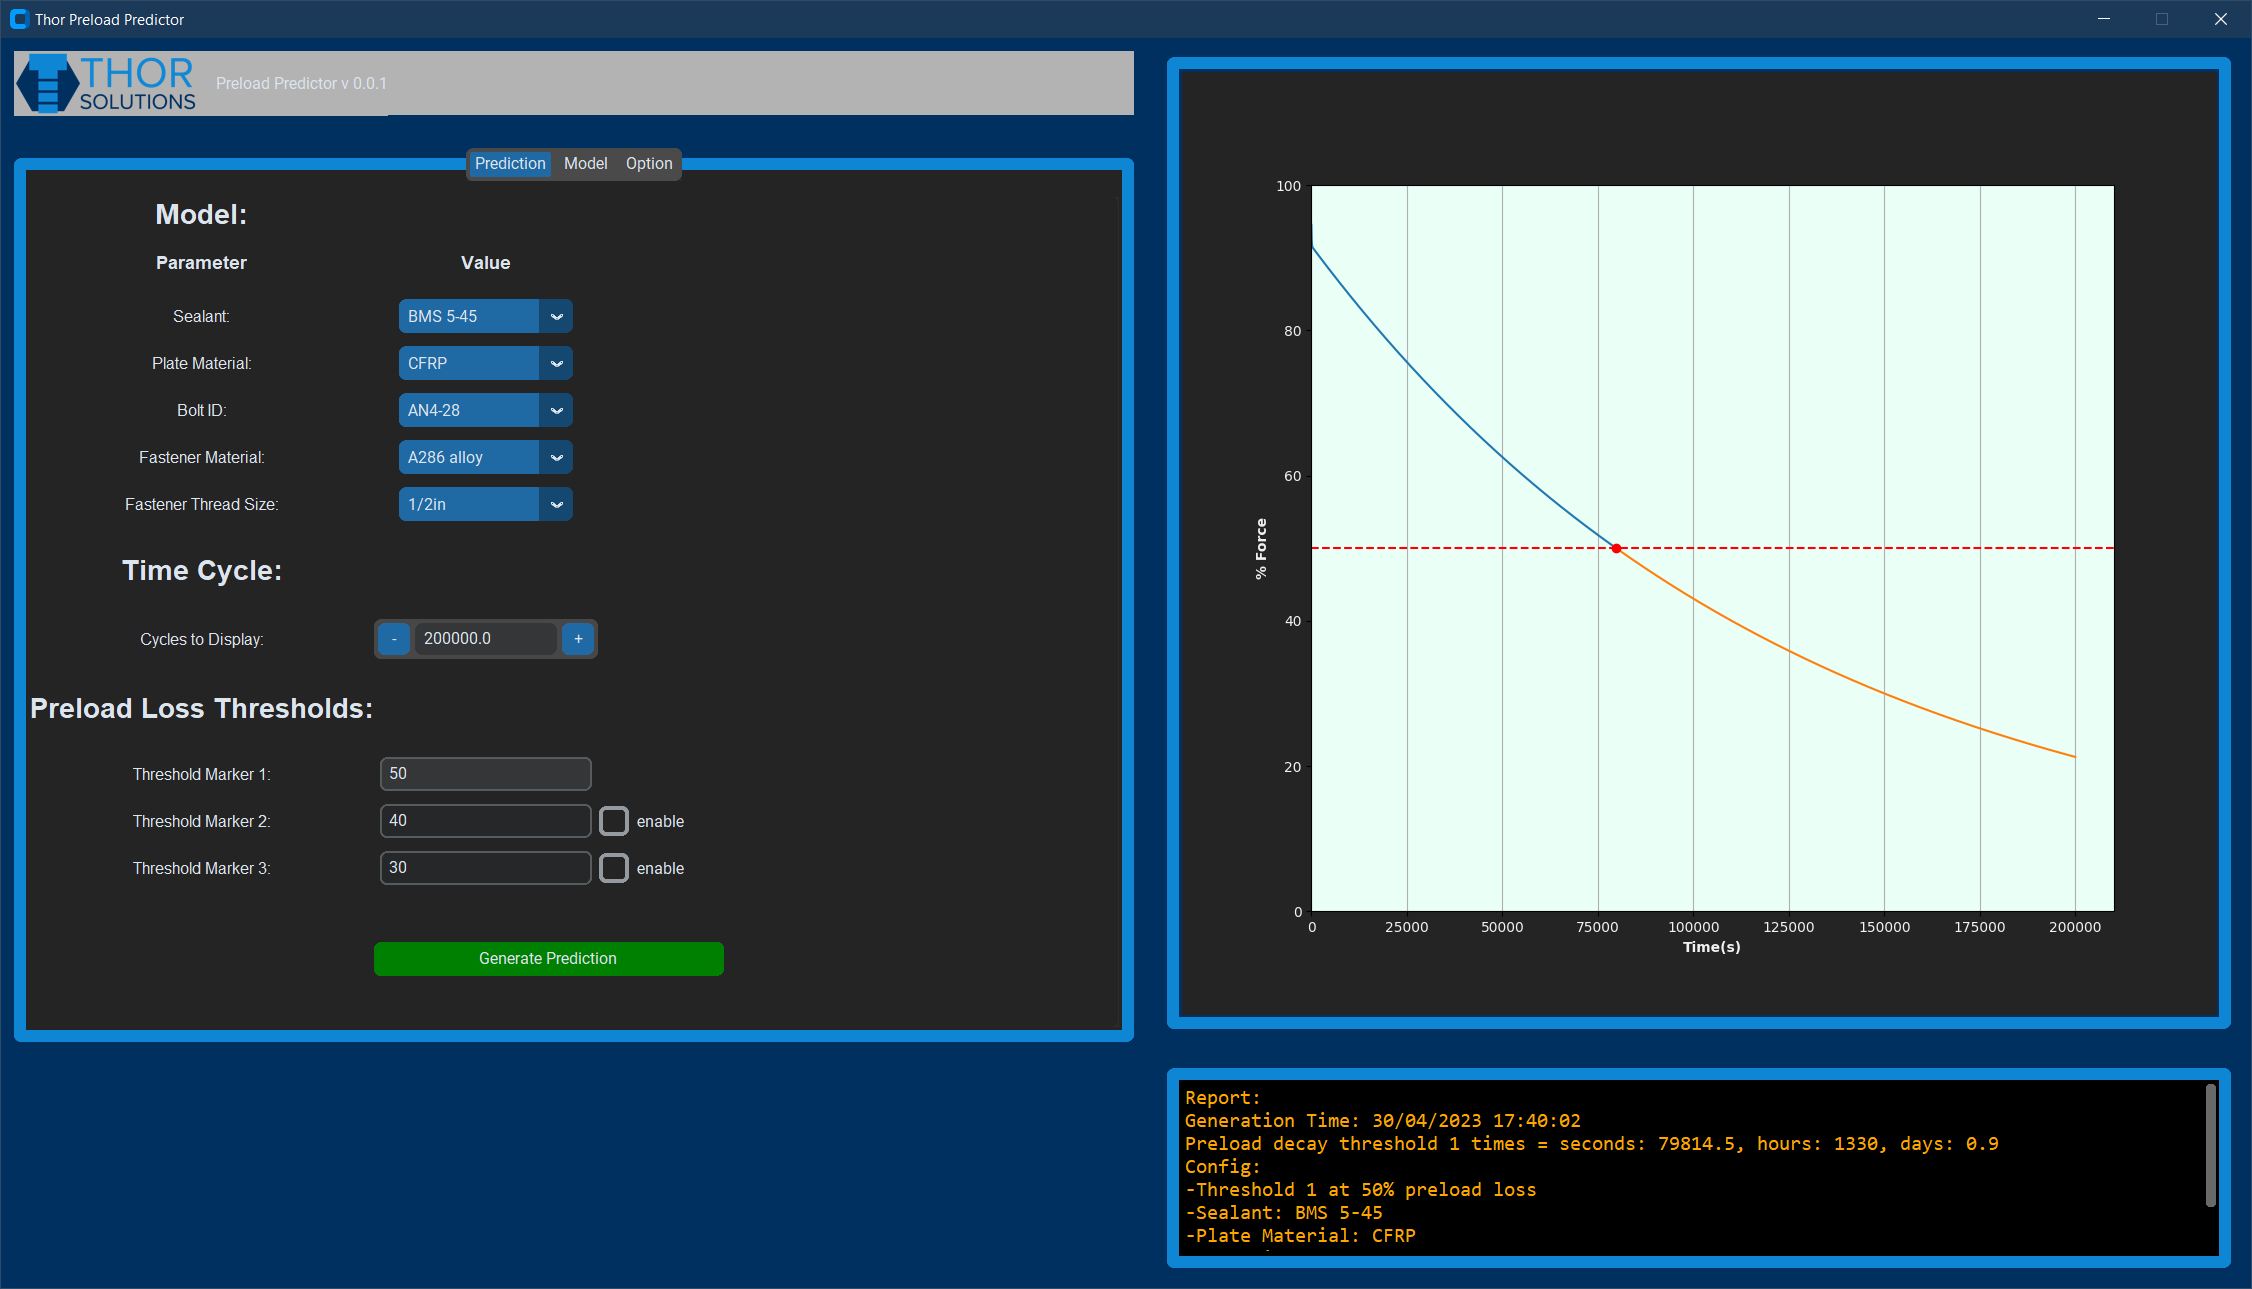 Thor Preload Predictor
THOR
SOLUTIONS
Preload Predictor v 0.0.1
Prediction Model Option
Model:
Parameter Value
Sealant: BMS 5-45
Plate Material: CFRP
Bolt ID: AN4-28
Fastener Material: A286 alloy
Fastener Thread Size: 1/2in
Time Cycle:
Cycles to Display: - 200000.0 +
Preload Loss Thresholds:
Threshold Marker 1: 50
Threshold Marker 2: 40 enable
Threshold Marker 3: 30 enable
Generate Prediction
100
80
60
40
20
0
% Force
0 25000 50000 75000 100000 125000 150000 175000 200000
Time(s)
Report:
Generation Time: 30/04/2023 17:40:02
Preload decay threshold 1 times = seconds: 79814.5, hours: 1330, days: 0.9
Config:
-Threshold 1 at 50% preload loss
-Sealant: BMS 5-45
-Plate Material: CFRP